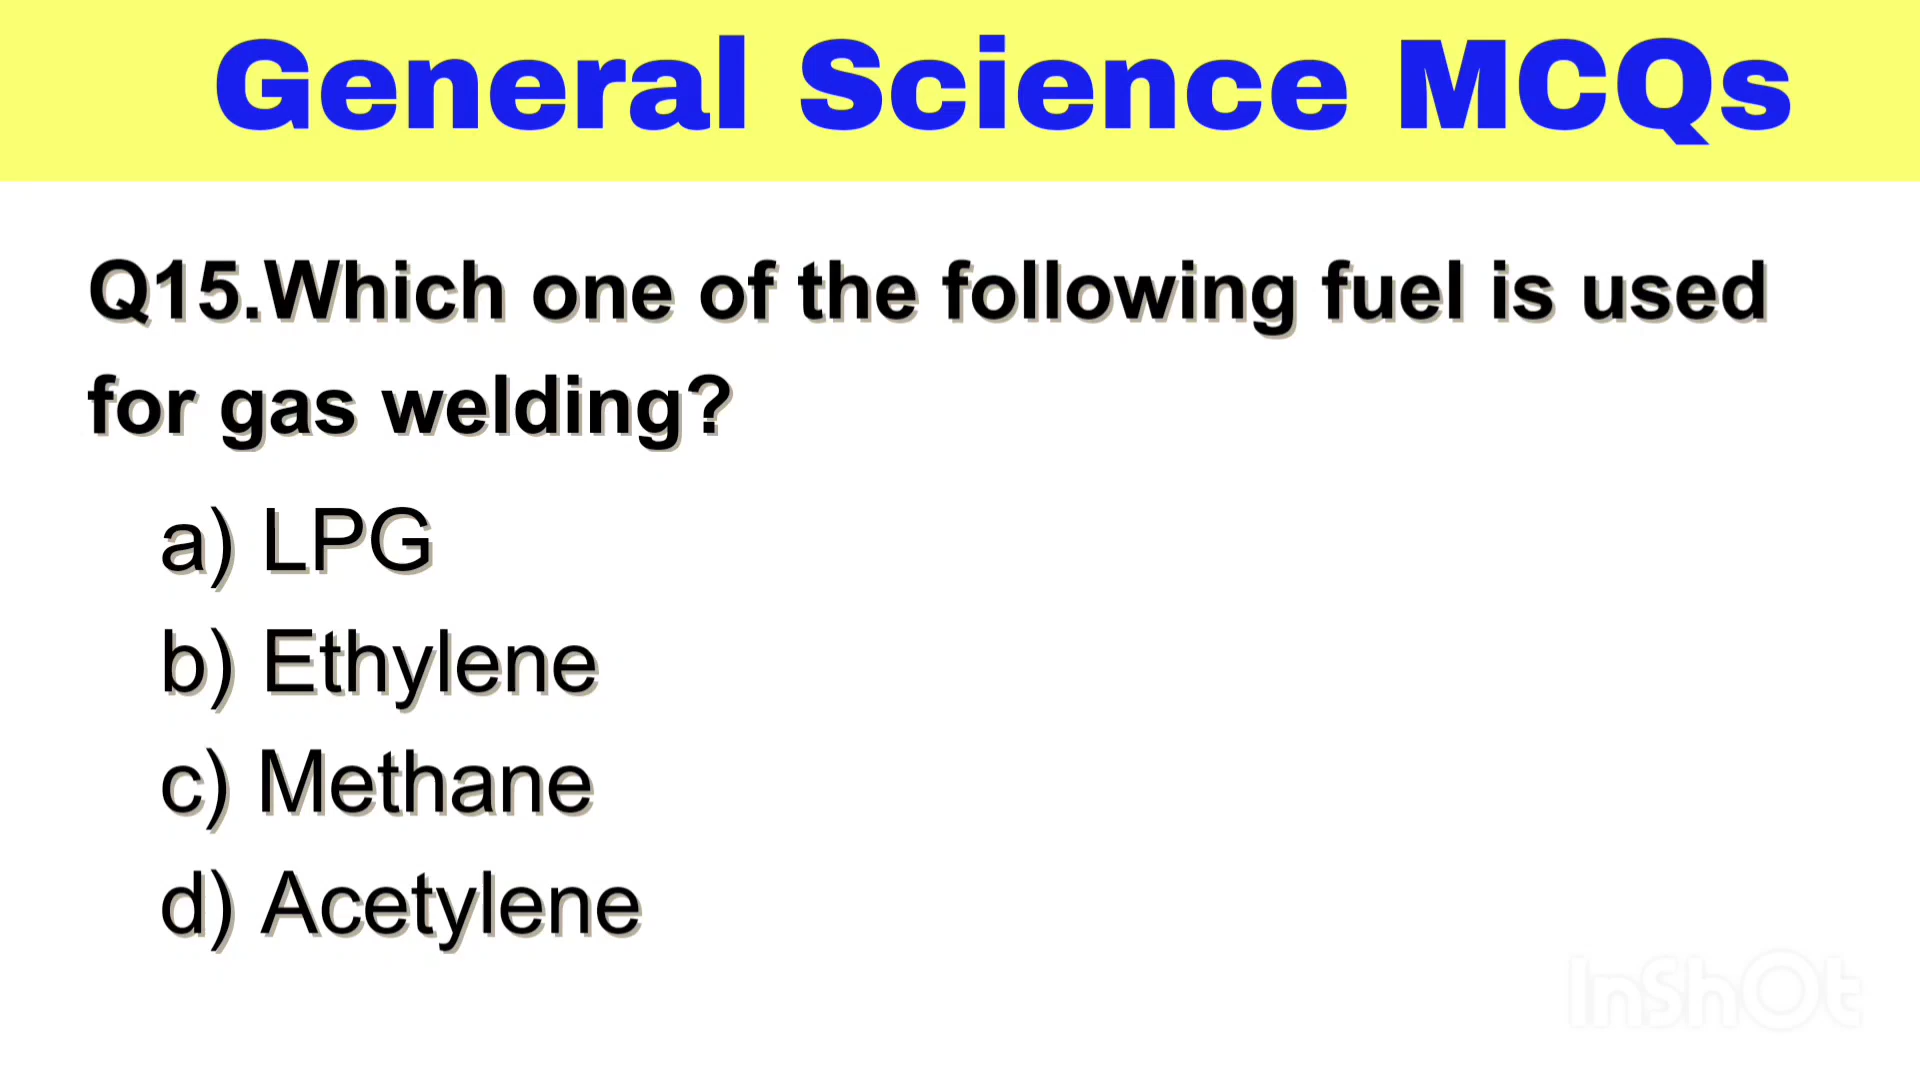 General Science MCQs
Q15.Which one of the following fuel is used
for gas welding?
a) LPG
b) Ethylene
c) Methane
d) Acetylene
InShOt